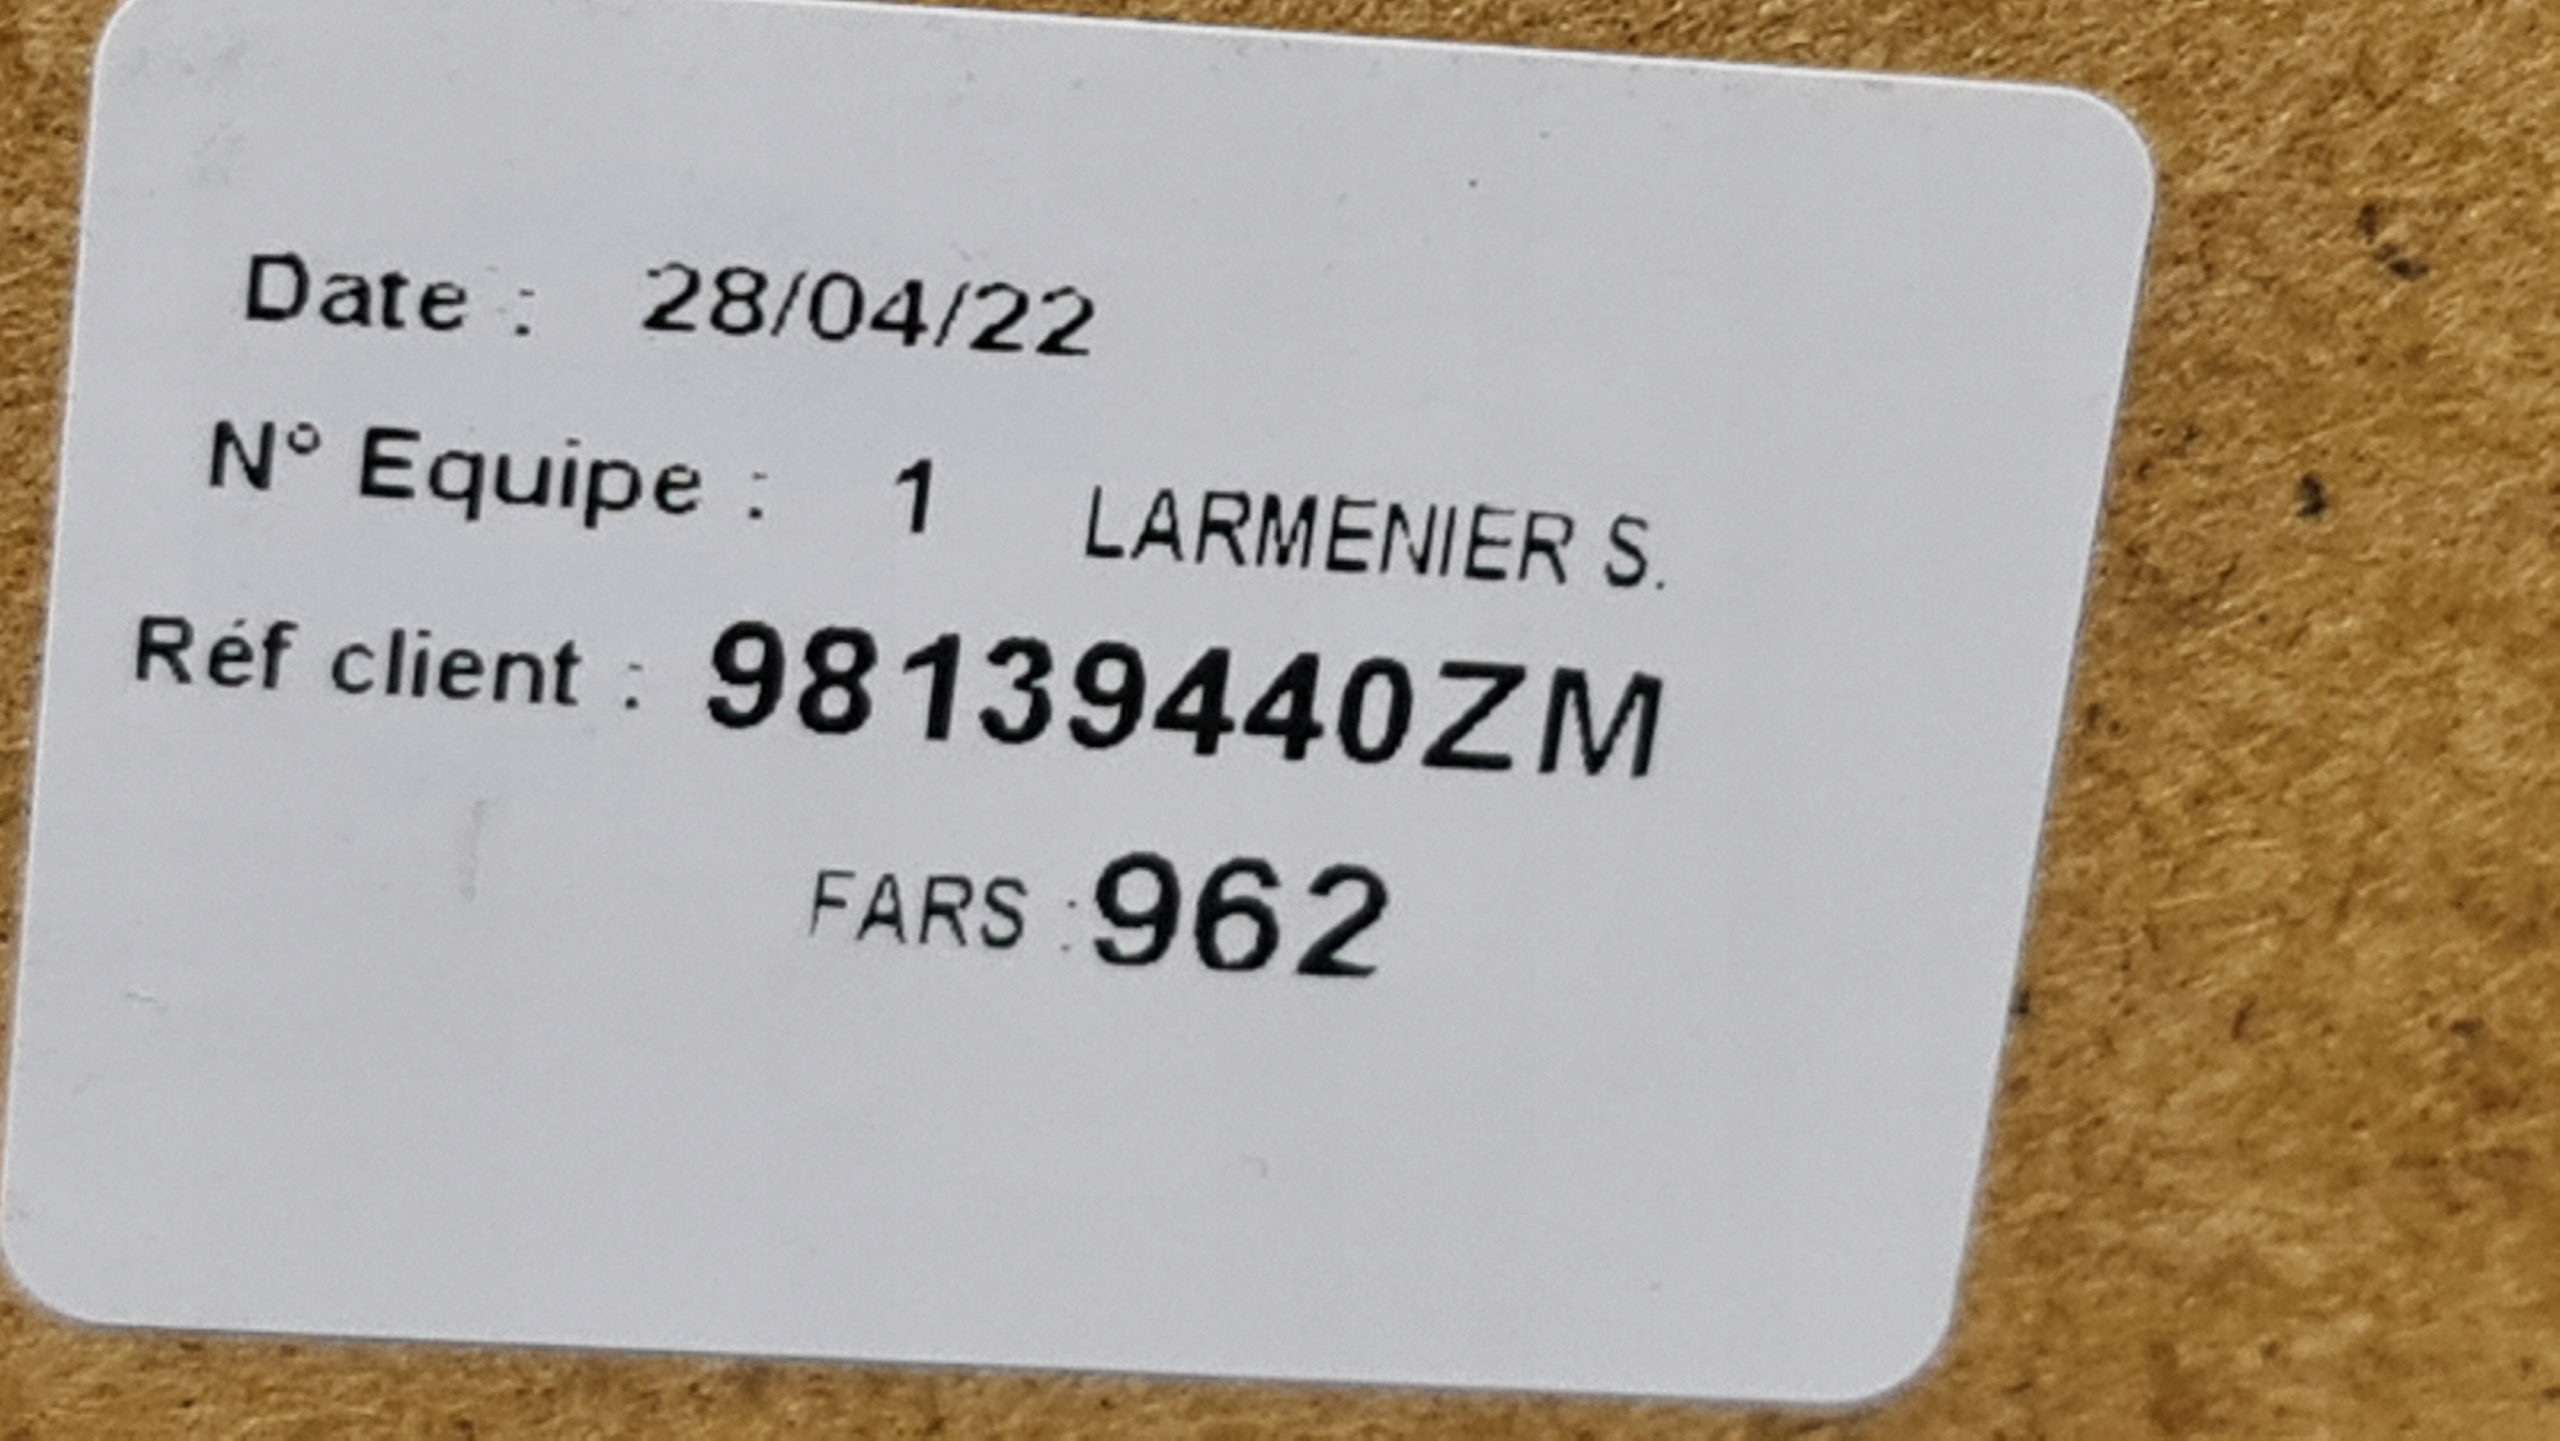 Date : 28/04/22
N° Equipe : 1 LARMENIER S.
Réf client : 98139440ZM
FARS : 962